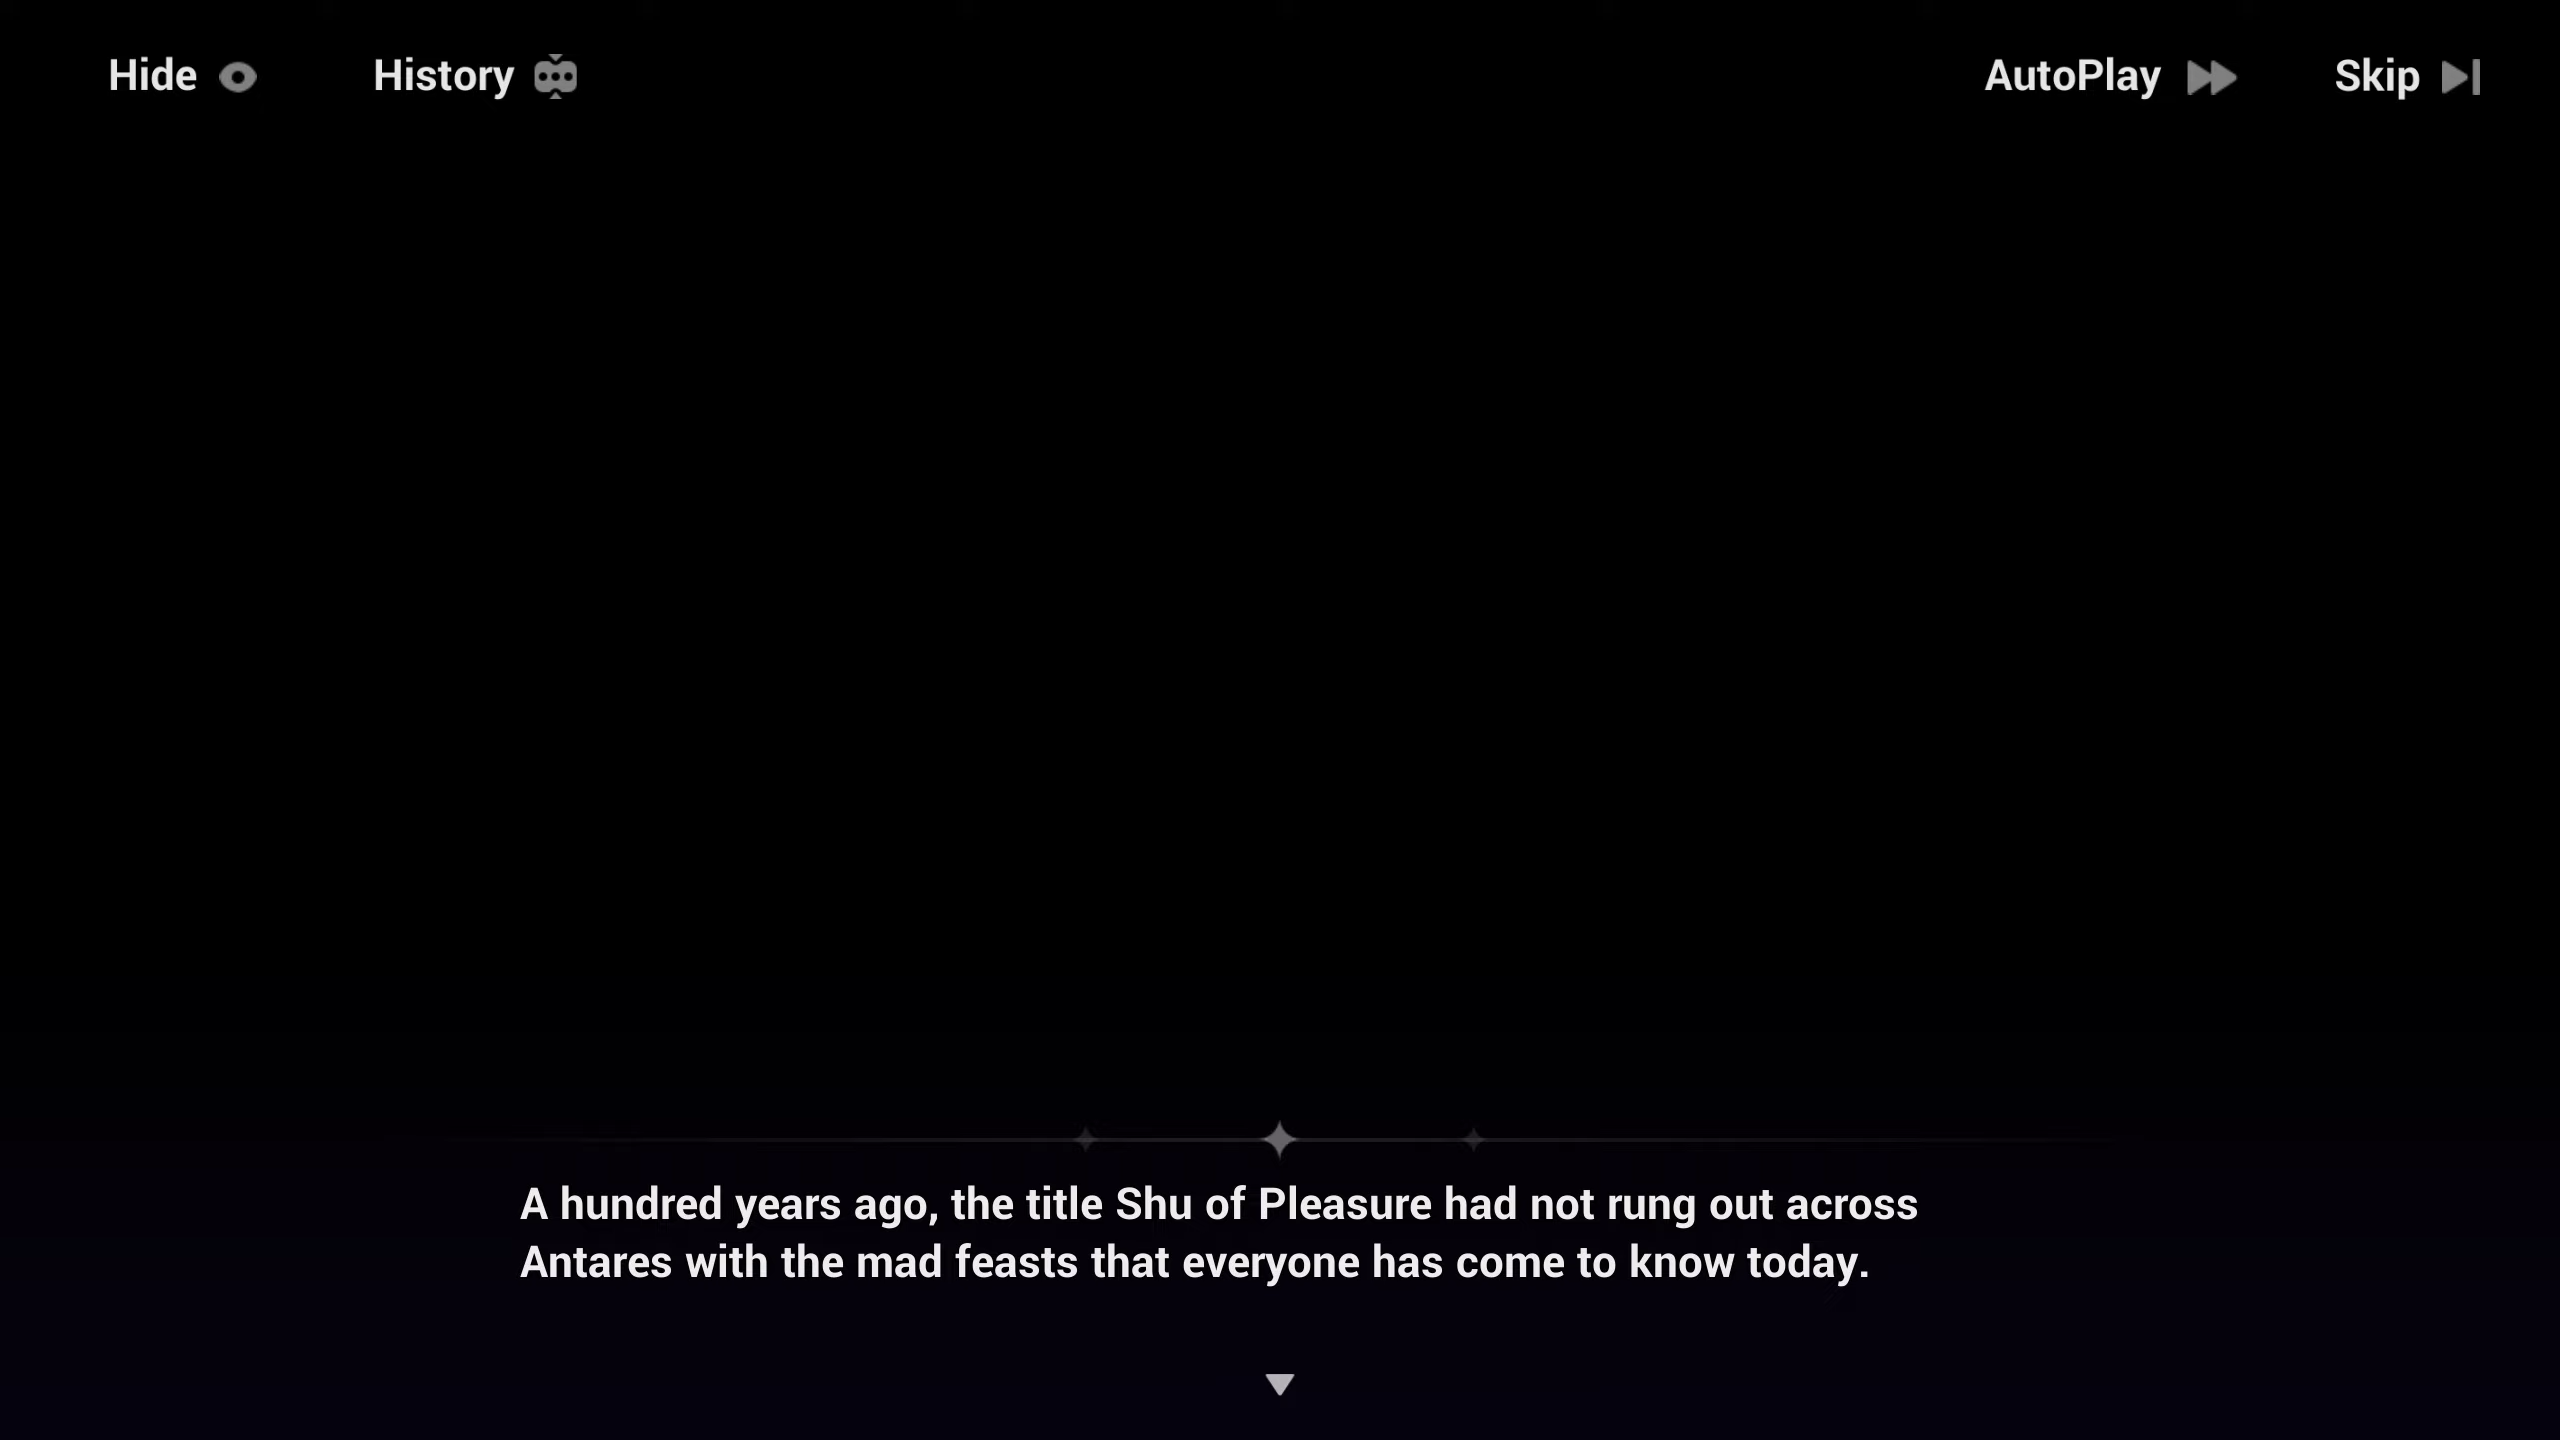 Hide
History
AutoPlay
Skip
A hundred years ago, the title Shu of Pleasure had not rung out across
Antares with the mad feasts that everyone has come to know today.